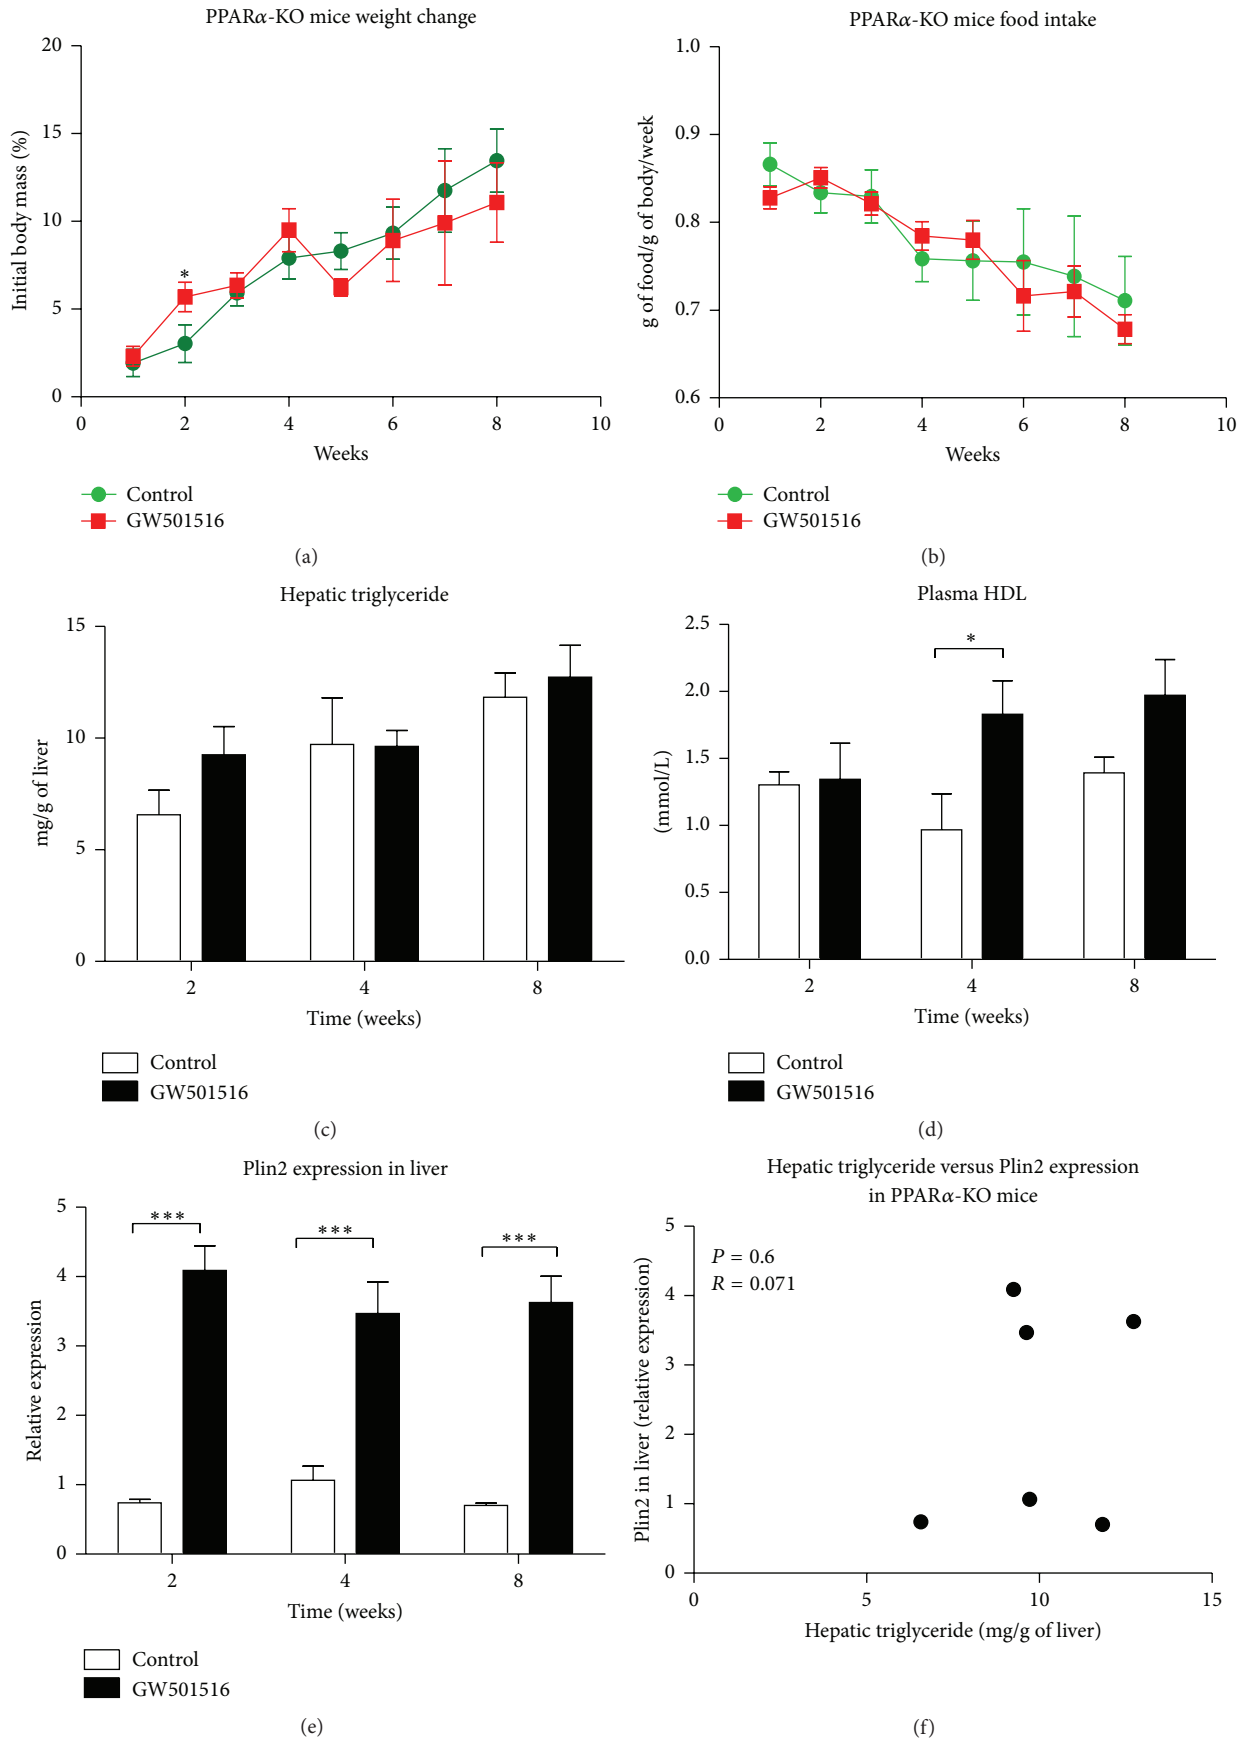 PPARα-KO mice weight change
20
15
10
5
0
Initial body mass (%)
*
0 2 4 6 8 10
Weeks
Control
GW501516
(a)
PPARα-KO mice food intake
1.0
0.9
0.8
0.7
0.6
g of food/g of body/week
0 2 4 6 8 10
Weeks
Control
GW501516
(b)
Hepatic triglyceride
15
10
5
0
mg/g of liver
2 4 8
Time (weeks)
Control
GW501516
(c)
Plasma HDL
2.5
2.0
1.5
1.0
0.5
0.0
(mmol/L)
*
2 4 8
Time (weeks)
Control
GW501516
(d)
Plin2 expression in liver
5
4
3
2
1
0
Relative expression
*** *** ***
2 4 8
Time (weeks)
Control
GW501516
(e)
Hepatic triglyceride versus Plin2 expression
in PPARα-KO mice
5
4
3
2
1
0
Plin2 in liver (relative expression)
P = 0.6
R = 0.071
0 5 10 15
Hepatic triglyceride (mg/g of liver)
(f)